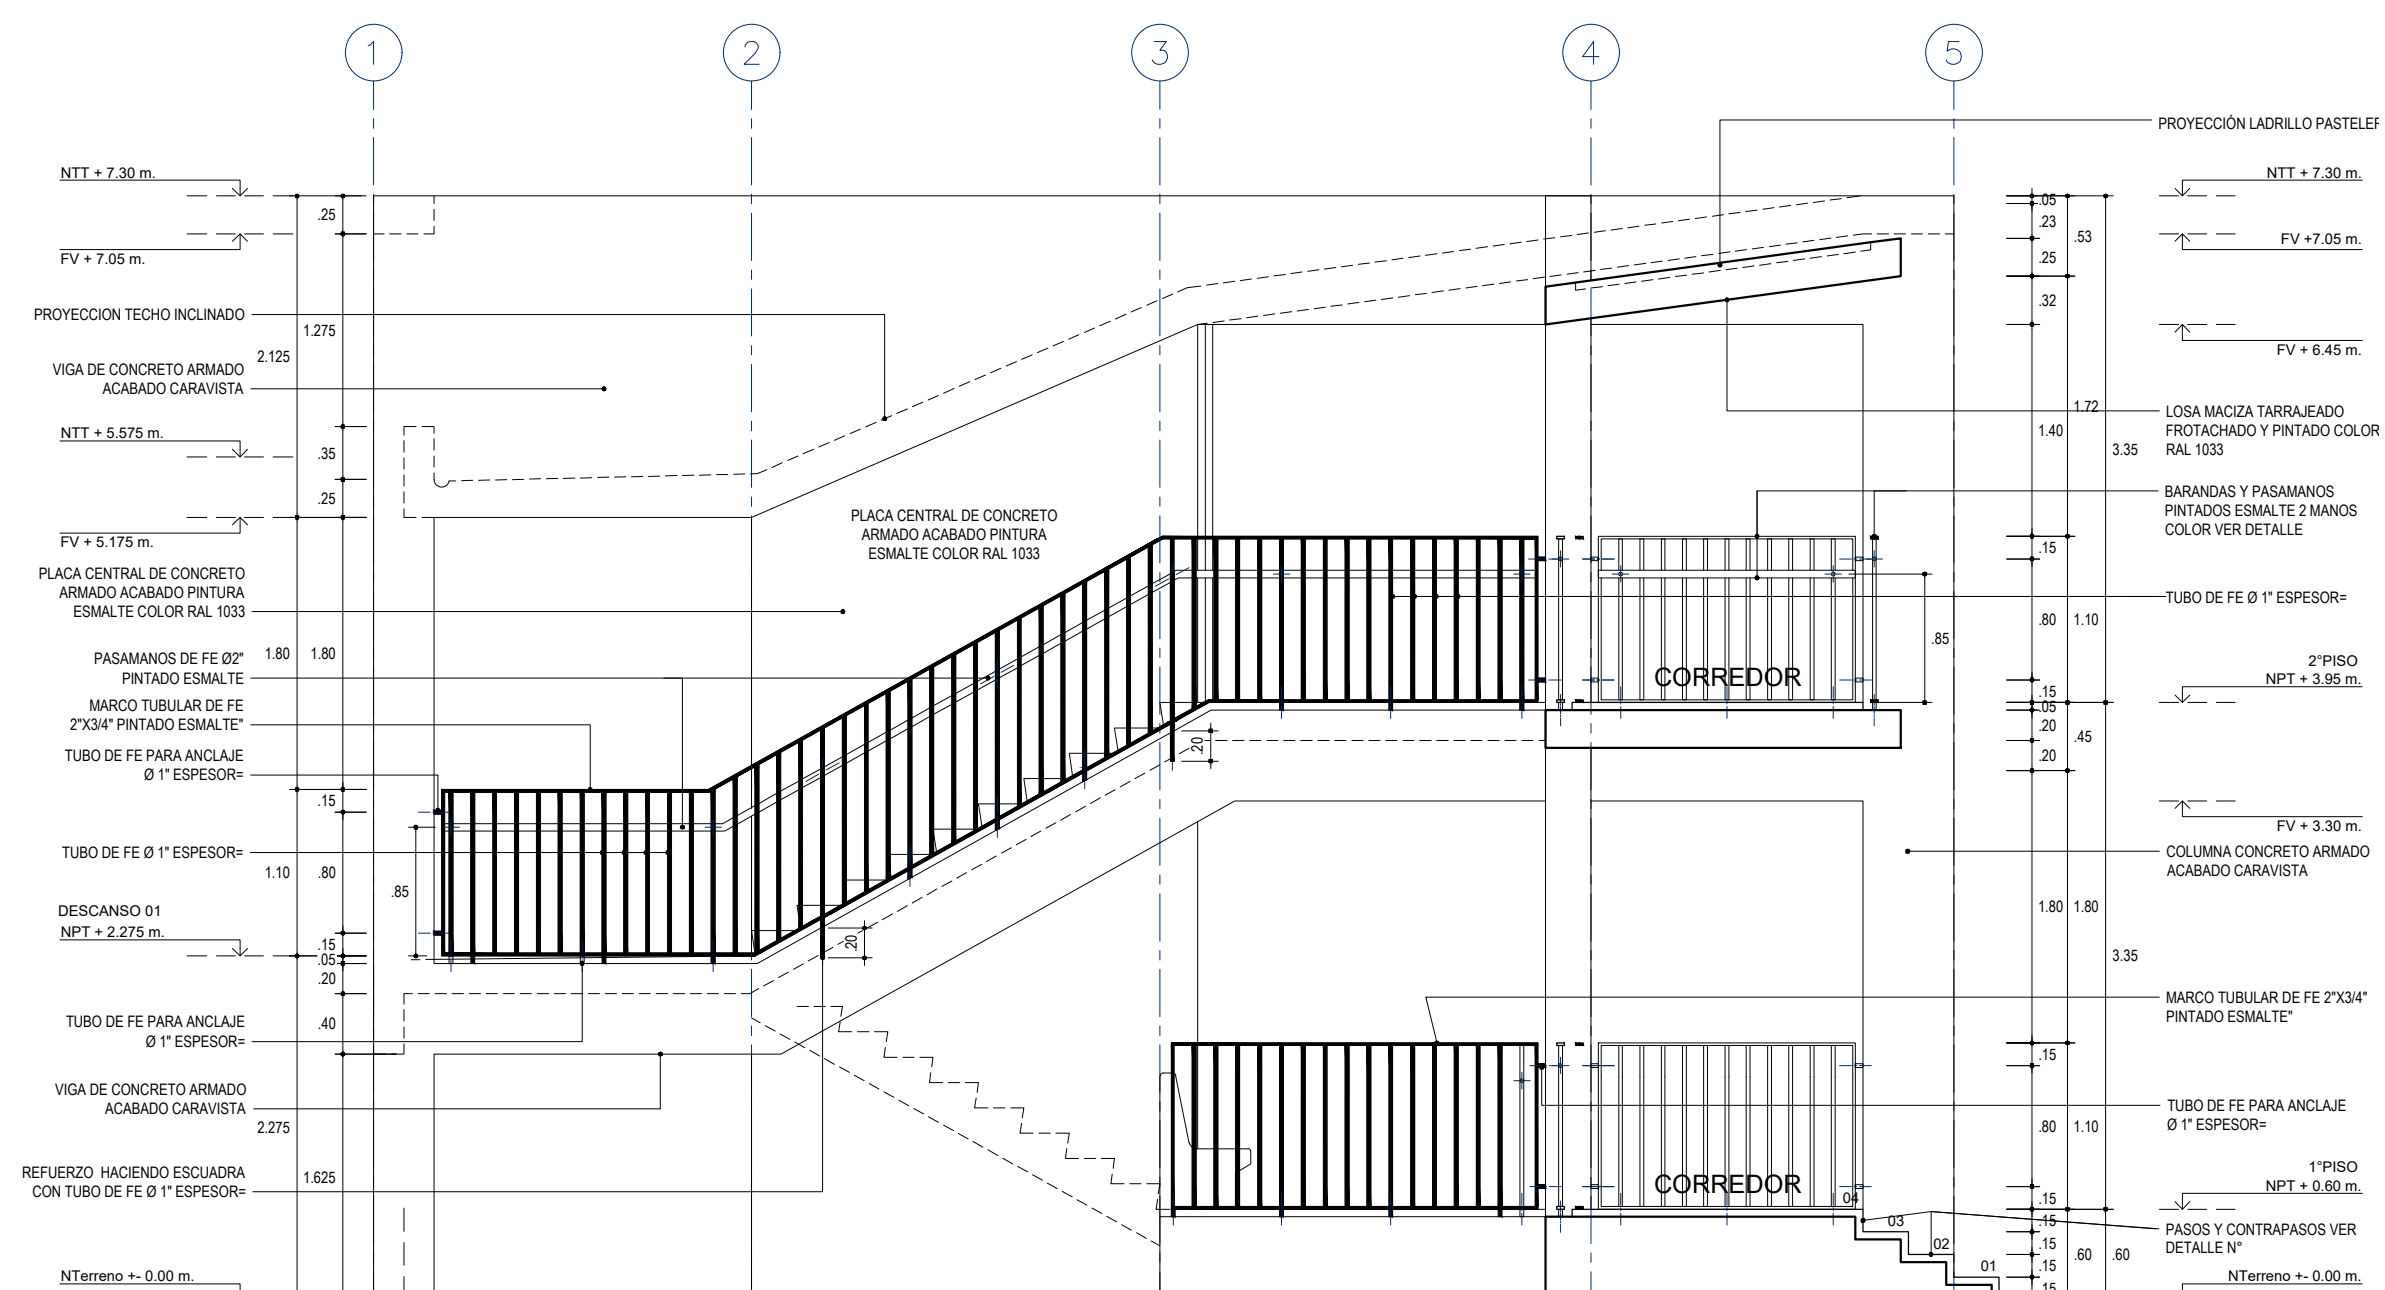 1
2
3
4
5
PROYECCIÓN LADRILLO PASTELER
NTT + 7.30 m.
.25
FV + 7.05 m.
PROYECCION TECHO INCLINADO
1.275
2.125
VIGA DE CONCRETO ARMADO
ACABADO CARAVISTA
NTT + 5.575 m.
.35
.25
FV + 5.175 m.
PLACA CENTRAL DE CONCRETO
ARMADO ACABADO PINTURA
ESMALTE COLOR RAL 1033
1.80
1.80
PASAMANOS DE FE Ø2"
PINTADO ESMALTE
MARCO TUBULAR DE FE
2"X3/4" PINTADO ESMALTE"
TUBO DE FE PARA ANCLAJE
Ø 1" ESPESOR=
.15
TUBO DE FE Ø 1" ESPESOR=
1.10
.80
.85
DESCANSO 01
NPT + 2.275 m.
.15
.05
.20
TUBO DE FE PARA ANCLAJE
Ø 1" ESPESOR=
.40
VIGA DE CONCRETO ARMADO
ACABADO CARAVISTA
2.275
REFUERZO HACIENDO ESCUADRA
CON TUBO DE FE Ø 1" ESPESOR=
1.625
NTerreno +- 0.00 m.
PLACA CENTRAL DE CONCRETO
ARMADO ACABADO PINTURA
ESMALTE COLOR RAL 1033
.20
.20
CORREDOR
.85
CORREDOR
04
03
02
01
NTT + 7.30 m.
.05
.23
.53
FV +7.05 m.
.25
.32
FV + 6.45 m.
1.72
1.40
3.35
LOSA MACIZA TARRAJEADO
FROTACHADO Y PINTADO COLOR
RAL 1033
BARANDAS Y PASAMANOS
PINTADOS ESMALTE 2 MANOS
COLOR VER DETALLE
.15
TUBO DE FE Ø 1" ESPESOR=
.80
1.10
2°PISO
NPT + 3.95 m.
.15
.05
.20
.45
.20
FV + 3.30 m.
COLUMNA CONCRETO ARMADO
ACABADO CARAVISTA
1.80
1.80
3.35
MARCO TUBULAR DE FE 2"X3/4"
PINTADO ESMALTE"
.15
TUBO DE FE PARA ANCLAJE
Ø 1" ESPESOR=
.80
1.10
1°PISO
NPT + 0.60 m.
.15
.15
PASOS Y CONTRAPASOS VER
DETALLE N°
.15
.60
.60
.15
NTerreno +- 0.00 m.
.15